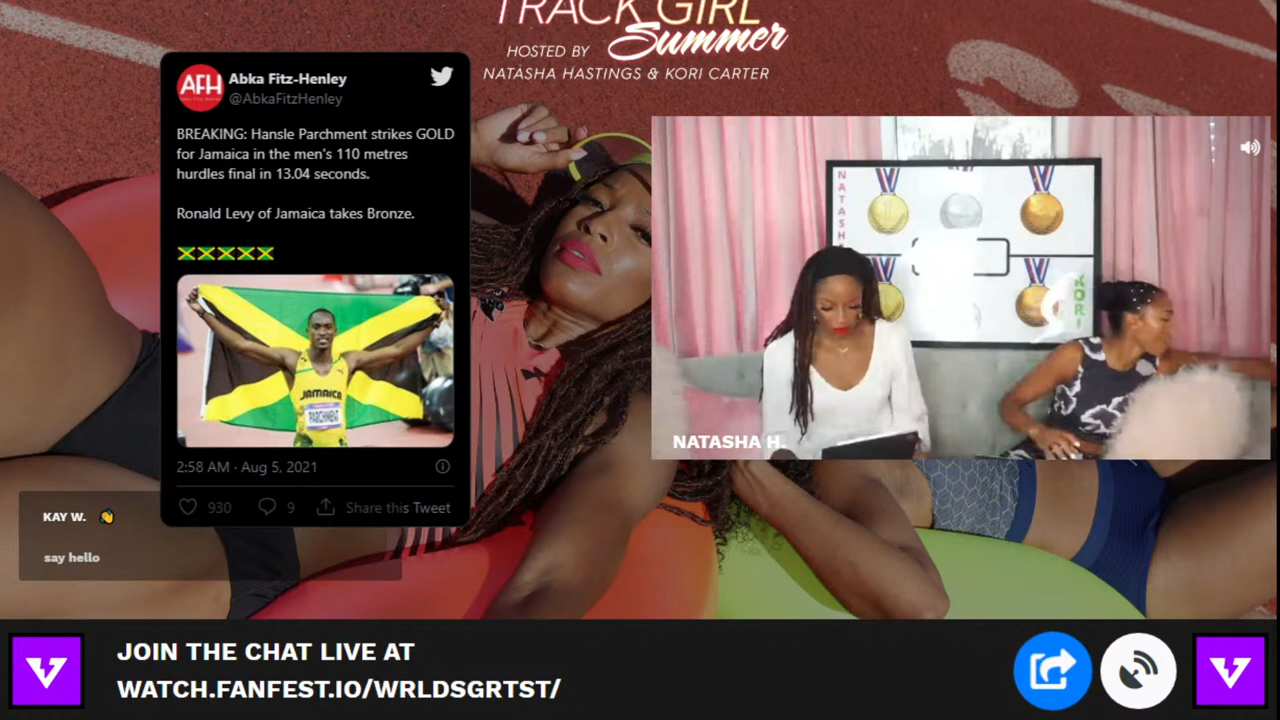 TRACK GIRL
Summer
HOSTED BY
NATASHA HASTINGS & KORI CARTER
AFH
Abka Fitz-Henley
@AbkaFitzHenley
BREAKING: Hansle Parchment strikes GOLD
for Jamaica in the men's 110 metres
hurdles final in 13.04 seconds.
Ronald Levy of Jamaica takes Bronze.
JAMAICA
PARCHMENT
2:58 AM · Aug 5, 2021
930
9
Share this Tweet
NATASHA
KORI
NATASHA H.
KAY W.
say hello
JOIN THE CHAT LIVE AT
WATCH.FANFEST.IO/WRLDSGRTST/